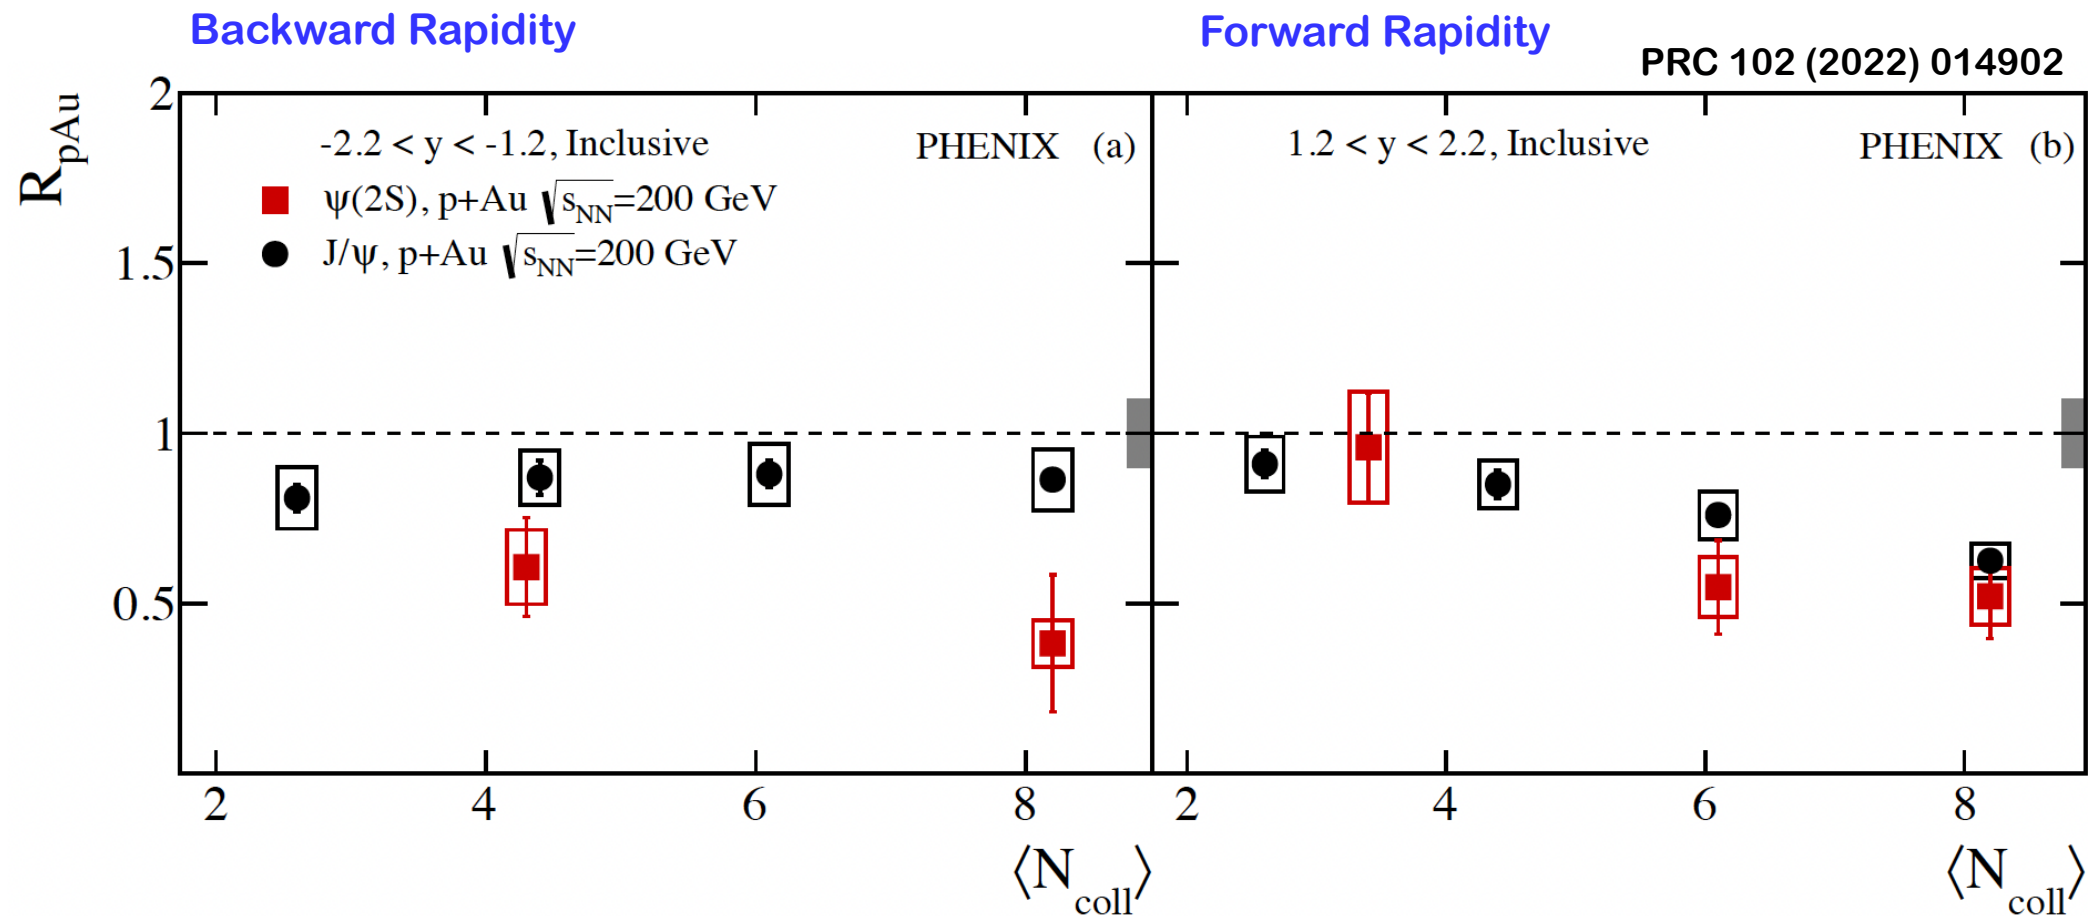 Backward Rapidity
Forward Rapidity
PRC 102 (2022) 014902
R_pAu
2
1.5
1
0.5
-2.2 < y < -1.2, Inclusive
PHENIX (a)
ψ(2S), p+Au √s_NN=200 GeV
J/ψ, p+Au √s_NN=200 GeV
1.2 < y < 2.2, Inclusive
PHENIX (b)
2 4 6 8
2 4 6 8
⟨N_coll⟩
⟨N_coll⟩